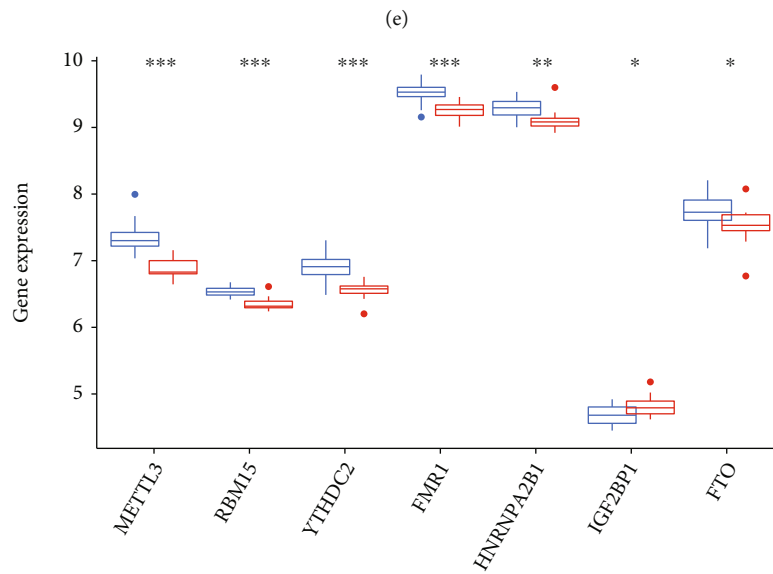 (e)
10
*** *** *** *** ** * *
9
8
7
6
5
Gene expression
METTL3
RBM15
YTHDC2
FMR1
HNRNPA2B1
IGF2BP1
FTO